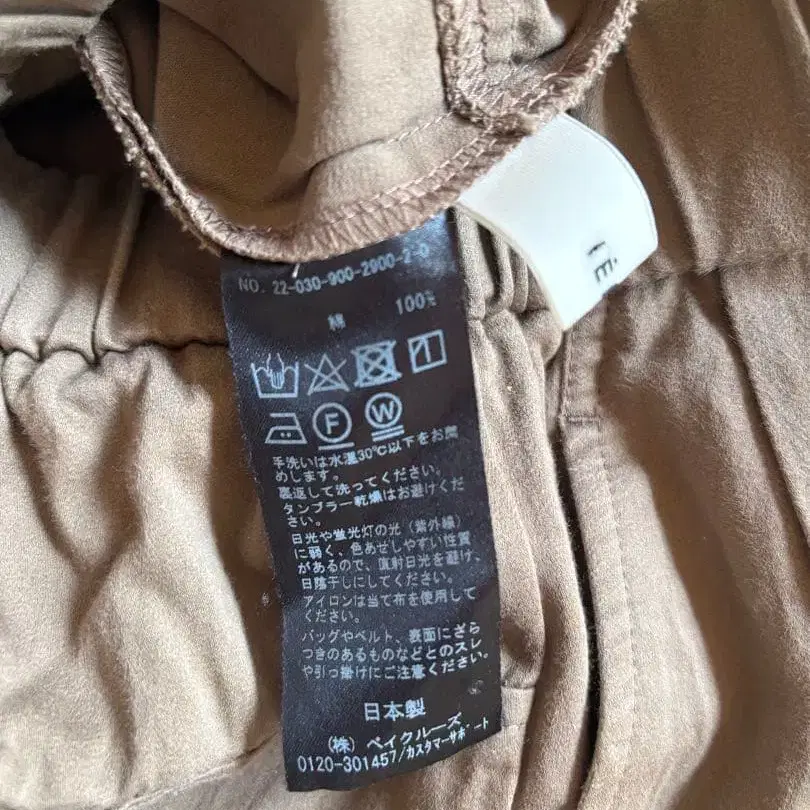 NO. 22-030-900-2900-2-0
綿 100%
F W
手洗いは水温30℃以下をお勧
めします。
裏返して洗ってください。
タンブラー乾燥はお避けくだ
さい。
日光や蛍光灯の光（紫外線）
に弱く、色あせしやすい性質
があるので、直射日光を避け、
日陰干しにしてください。
アイロンは当て布を使用して
ください。
バッグやベルト、表面にざら
つきのあるものなどとのスレ
や引っ掛けにご注意ください。
日本製
（株）ベイクルーズ
0120-301457/カスタマーサポート